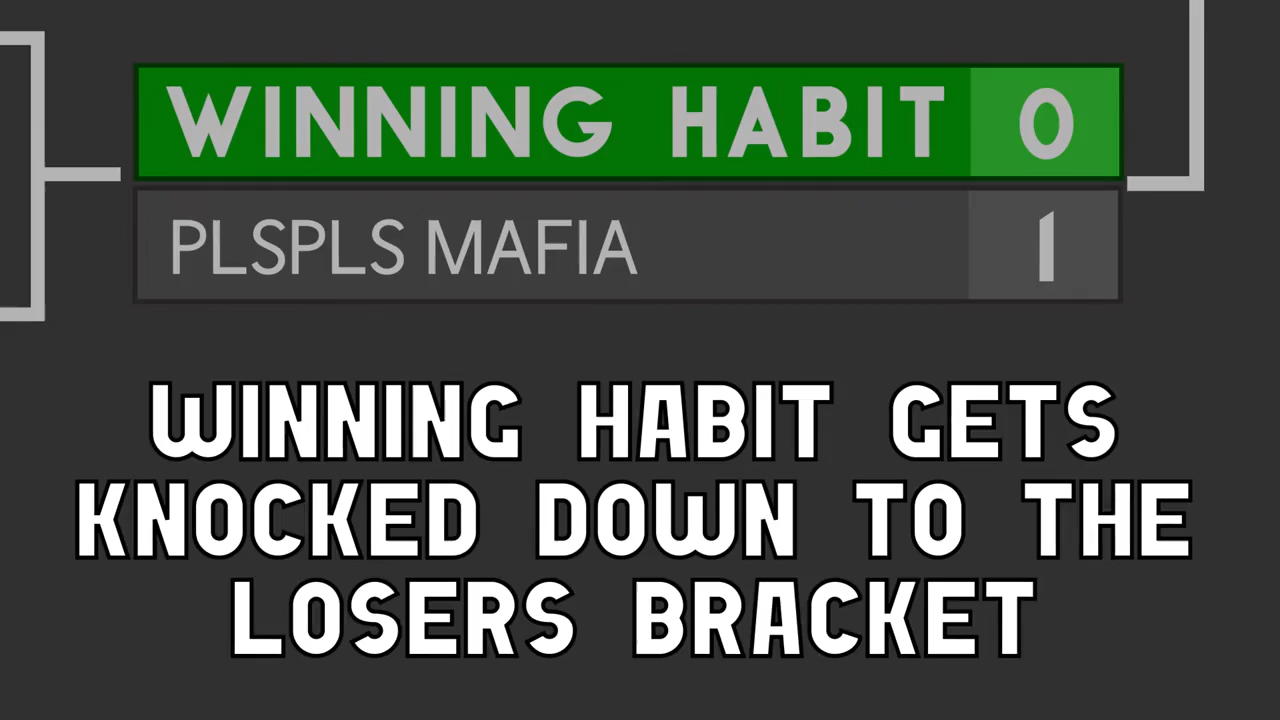 WINNING HABIT 0
PLSPLS MAFIA 1
WINNING HABIT GETS
KNOCKED DOWN TO THE
LOSERS BRACKET